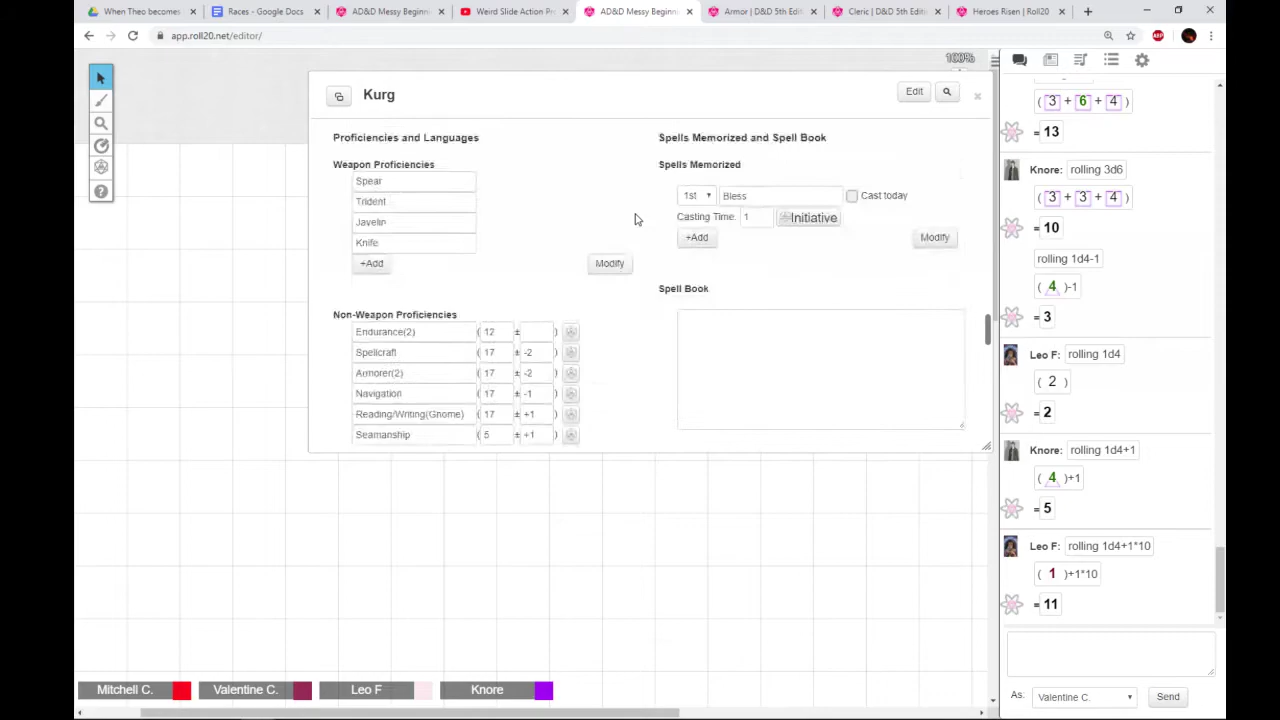 When Theo becomes
Races - Google Docs
AD&D Messy Beginni
Weird Slide Action Pr
AD&D Messy Beginn
Armor | D&D 5th Editi
Cleric | D&D 5th Editi
Heroes Risen | Roll20
app.roll20.net/editor/
ABP
100%
Kurg
Edit
Proficiencies and Languages
Weapon Proficiencies
Spear
Trident
Javelin
Knife
+Add
Modify
Non-Weapon Proficiencies
Endurance(2) ( 12 ± )
Spellcraft ( 17 ± -2 )
Armorer(2) ( 17 ± -2 )
Navigation ( 17 ± -1 )
Reading/Writing(Gnome) ( 17 ± +1 )
Seamanship ( 5 ± +1 )
Spells Memorized and Spell Book
Spells Memorized
1st Bless Cast today
Casting Time: 1 Initiative
+Add
Modify
Spell Book
( 3 + 6 + 4 )
= 13
Knore: rolling 3d6
( 3 + 3 + 4 )
= 10
rolling 1d4-1
( 4 )-1
= 3
Leo F: rolling 1d4
( 2 )
= 2
Knore: rolling 1d4+1
( 4 )+1
= 5
Leo F: rolling 1d4+1*10
( 1 )+1*10
= 11
As: Valentine C. Send
Mitchell C.
Valentine C.
Leo F
Knore